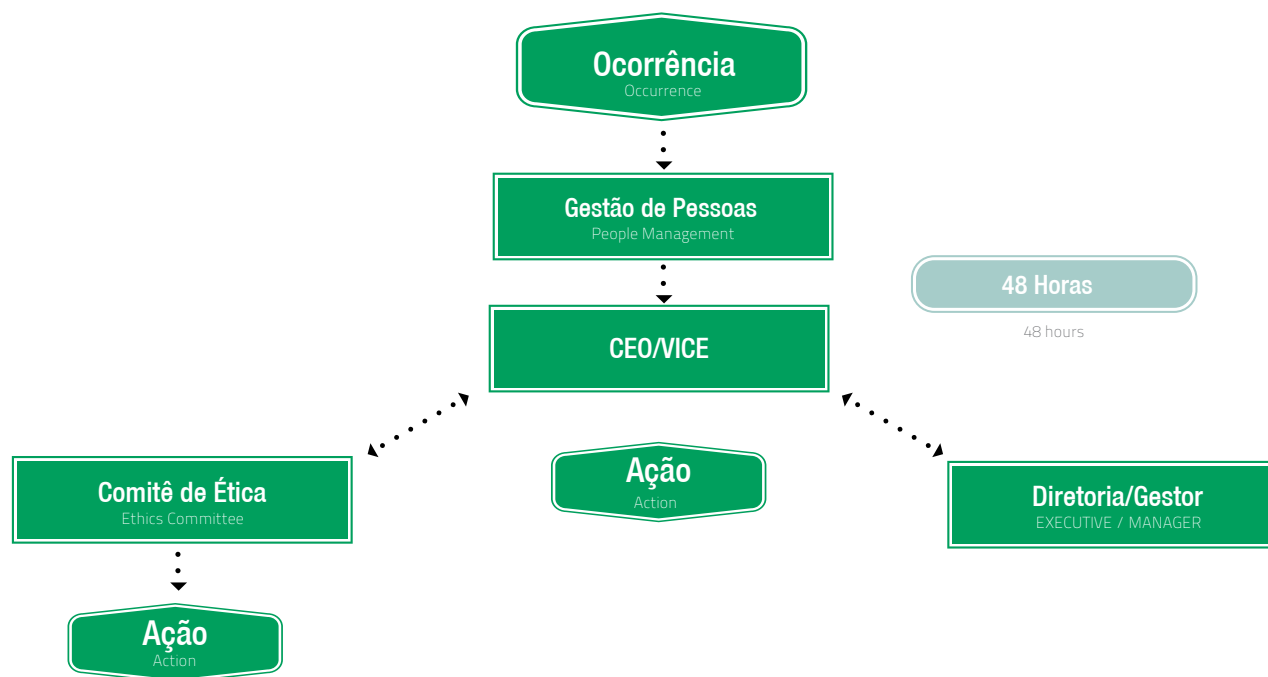 Ocorrência
Occurrence
Gestão de Pessoas
People Management
48 Horas
48 hours
CEO/VICE
Ação
Action
Comitê de Ética
Ethics Committee
Diretoria/Gestor
EXECUTIVE / MANAGER
Ação
Action